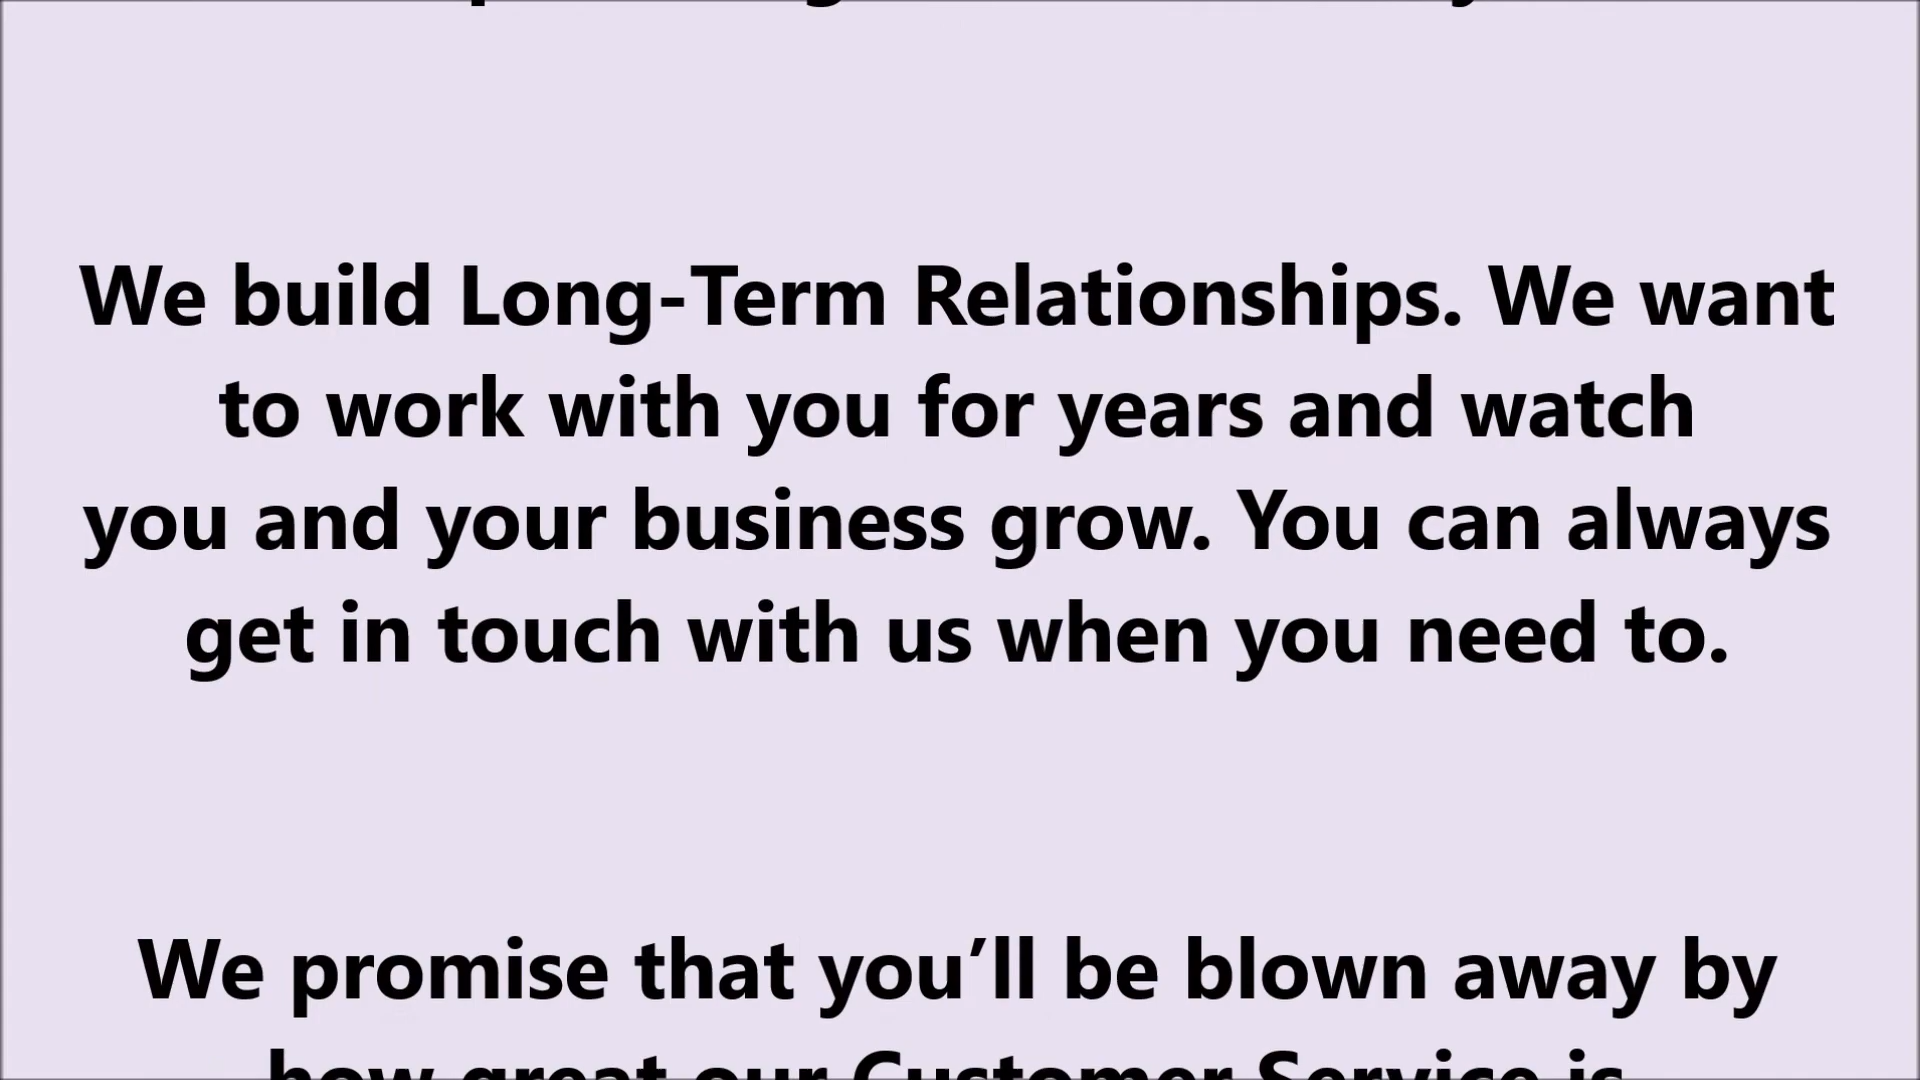 We build Long-Term Relationships. We want
to work with you for years and watch
you and your business grow. You can always
get in touch with us when you need to.
We promise that you’ll be blown away by
how great our Customer Service is